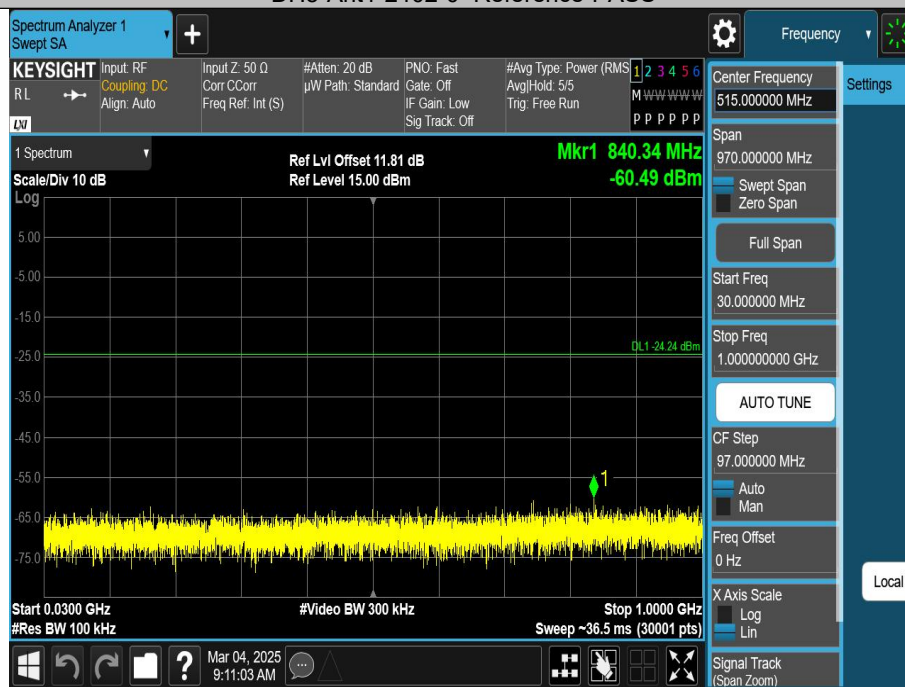 Spectrum Analyzer 1
Swept SA
+
Frequency
KEYSIGHT
RL
LXI
Input: RF
Coupling: DC
Align: Auto
Input Z: 50 Ω
Corr CCorr
Freq Ref: Int (S)
#Atten: 20 dB
µW Path: Standard
PNO: Fast
Gate: Off
IF Gain: Low
Sig Track: Off
#Avg Type: Power (RMS
Avg|Hold: 5/5
Trig: Free Run
1 2 3 4 5 6
M W W W W W
P P P P P P
1 Spectrum
Scale/Div 10 dB
Log
Ref Lvl Offset 11.81 dB
Ref Level 15.00 dBm
Mkr1 840.34 MHz
-60.49 dBm
5.00
-5.00
-15.0
-25.0
-35.0
-45.0
-55.0
-65.0
-75.0
DL1 -24.24 dBm
1
Start 0.0300 GHz
#Res BW 100 kHz
#Video BW 300 kHz
Stop 1.0000 GHz
Sweep ~36.5 ms (30001 pts)
?
Mar 04, 2025
9:11:03 AM
Center Frequency
515.000000 MHz
Span
970.000000 MHz
Swept Span
Zero Span
Full Span
Start Freq
30.000000 MHz
Stop Freq
1.000000000 GHz
AUTO TUNE
CF Step
97.000000 MHz
Auto
Man
Freq Offset
0 Hz
X Axis Scale
Log
Lin
Signal Track
(Span Zoom)
Settings
Local